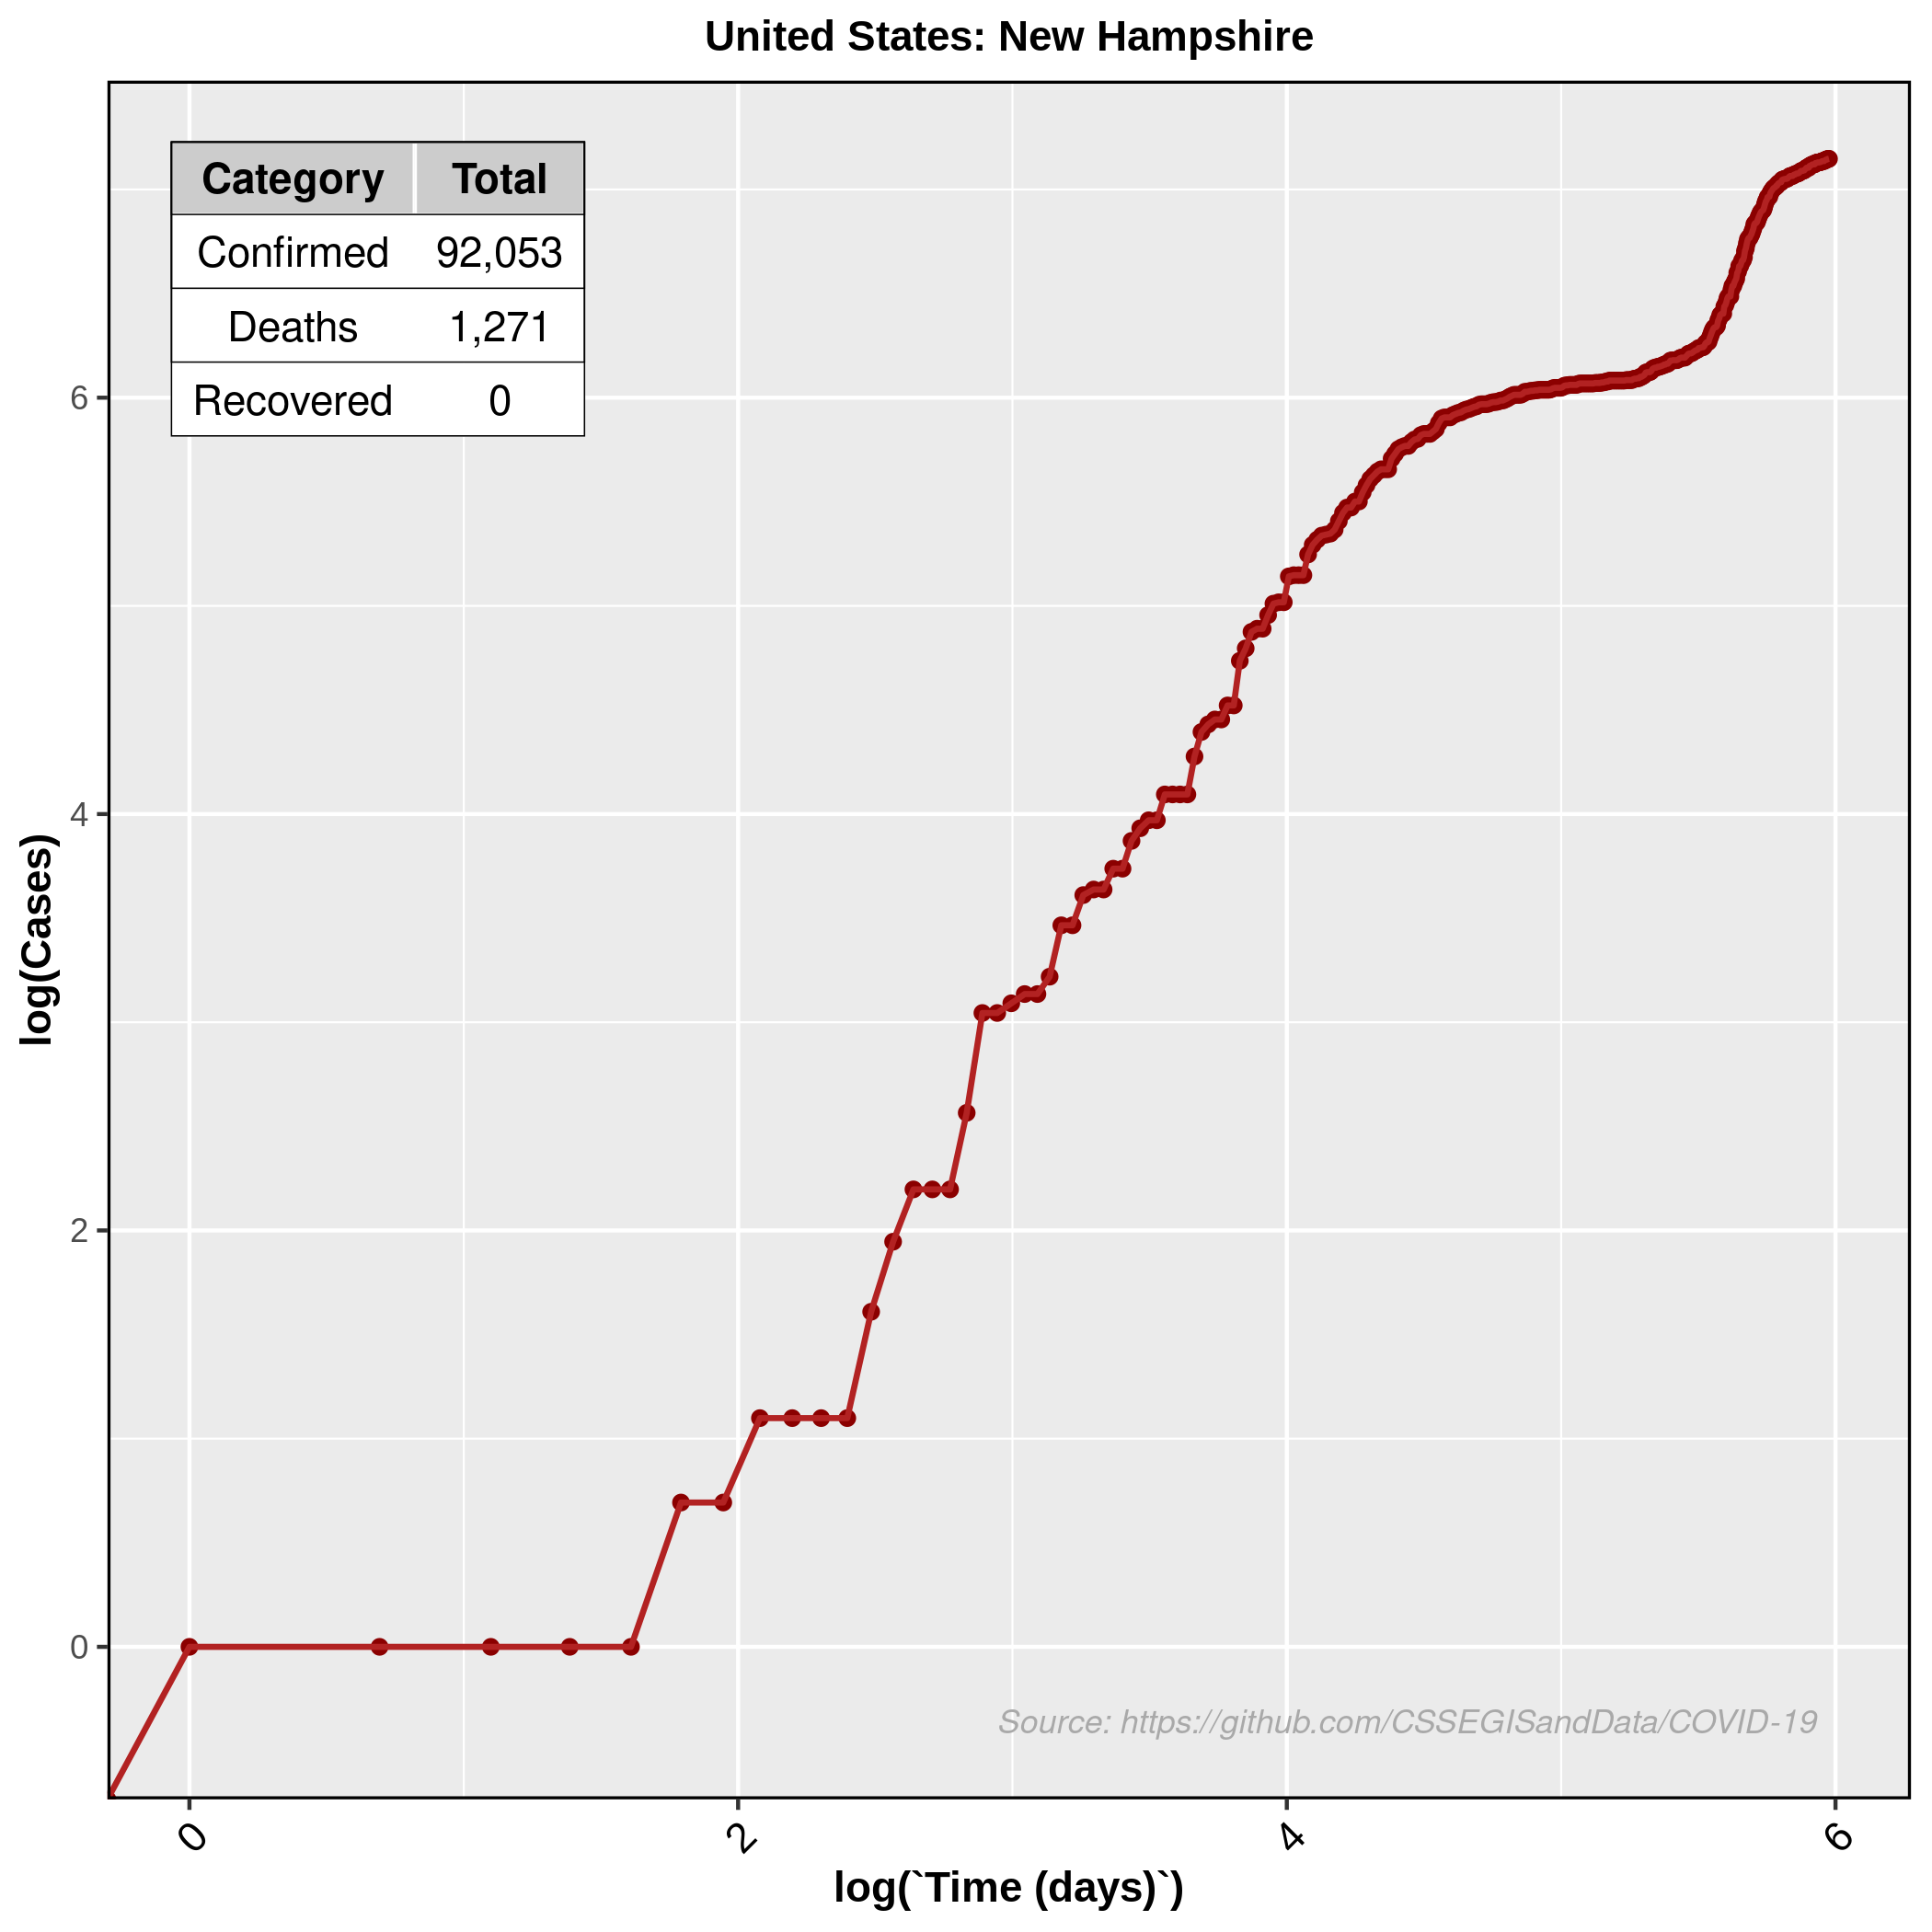 United States: New Hampshire
Category Total
Confirmed 92,053
Deaths 1,271
Recovered 0
6
4
2
0
log(Cases)
Source: https://github.com/CSSEGISandData/COVID-19
0 2 4 6
log(`Time (days)`)